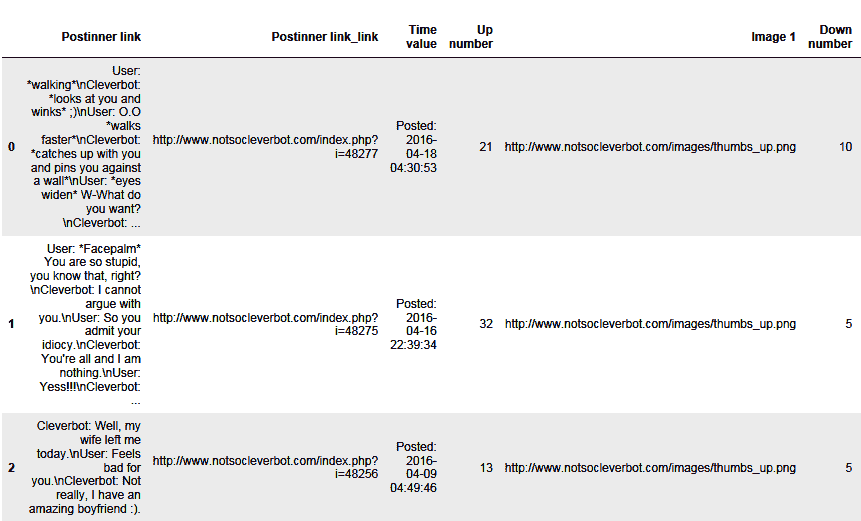 Postinner link Postinner link_link Time value Up number Image 1 Down number
0
User:
*walking*\nCleverbot:
*looks at you and
winks* ;)\nUser: O.O
*walks
faster*\nCleverbot:
*catches up with you
and pins you against
a wall*\nUser: *eyes
widen* W-What do
you want?
\nCleverbot: ...
http://www.notsocleverbot.com/index.php?
i=48277
Posted:
2016-
04-18
04:30:53
21
http://www.notsocleverbot.com/images/thumbs_up.png
10
1
User: *Facepalm*
You are so stupid,
you know that, right?
\nCleverbot: I cannot
argue with
you.\nUser: So you
admit your
idiocy.\nCleverbot:
You're all and I am
nothing.\nUser:
Yess!!!\nCleverbot:
...
http://www.notsocleverbot.com/index.php?
i=48275
Posted:
2016-
04-16
22:39:34
32
http://www.notsocleverbot.com/images/thumbs_up.png
5
2
Cleverbot: Well, my
wife left me
today.\nUser: Feels
bad for
you.\nCleverbot: Not
really, I have an
amazing boyfriend :).
http://www.notsocleverbot.com/index.php?
i=48256
Posted:
2016-
04-09
04:49:46
13
http://www.notsocleverbot.com/images/thumbs_up.png
5